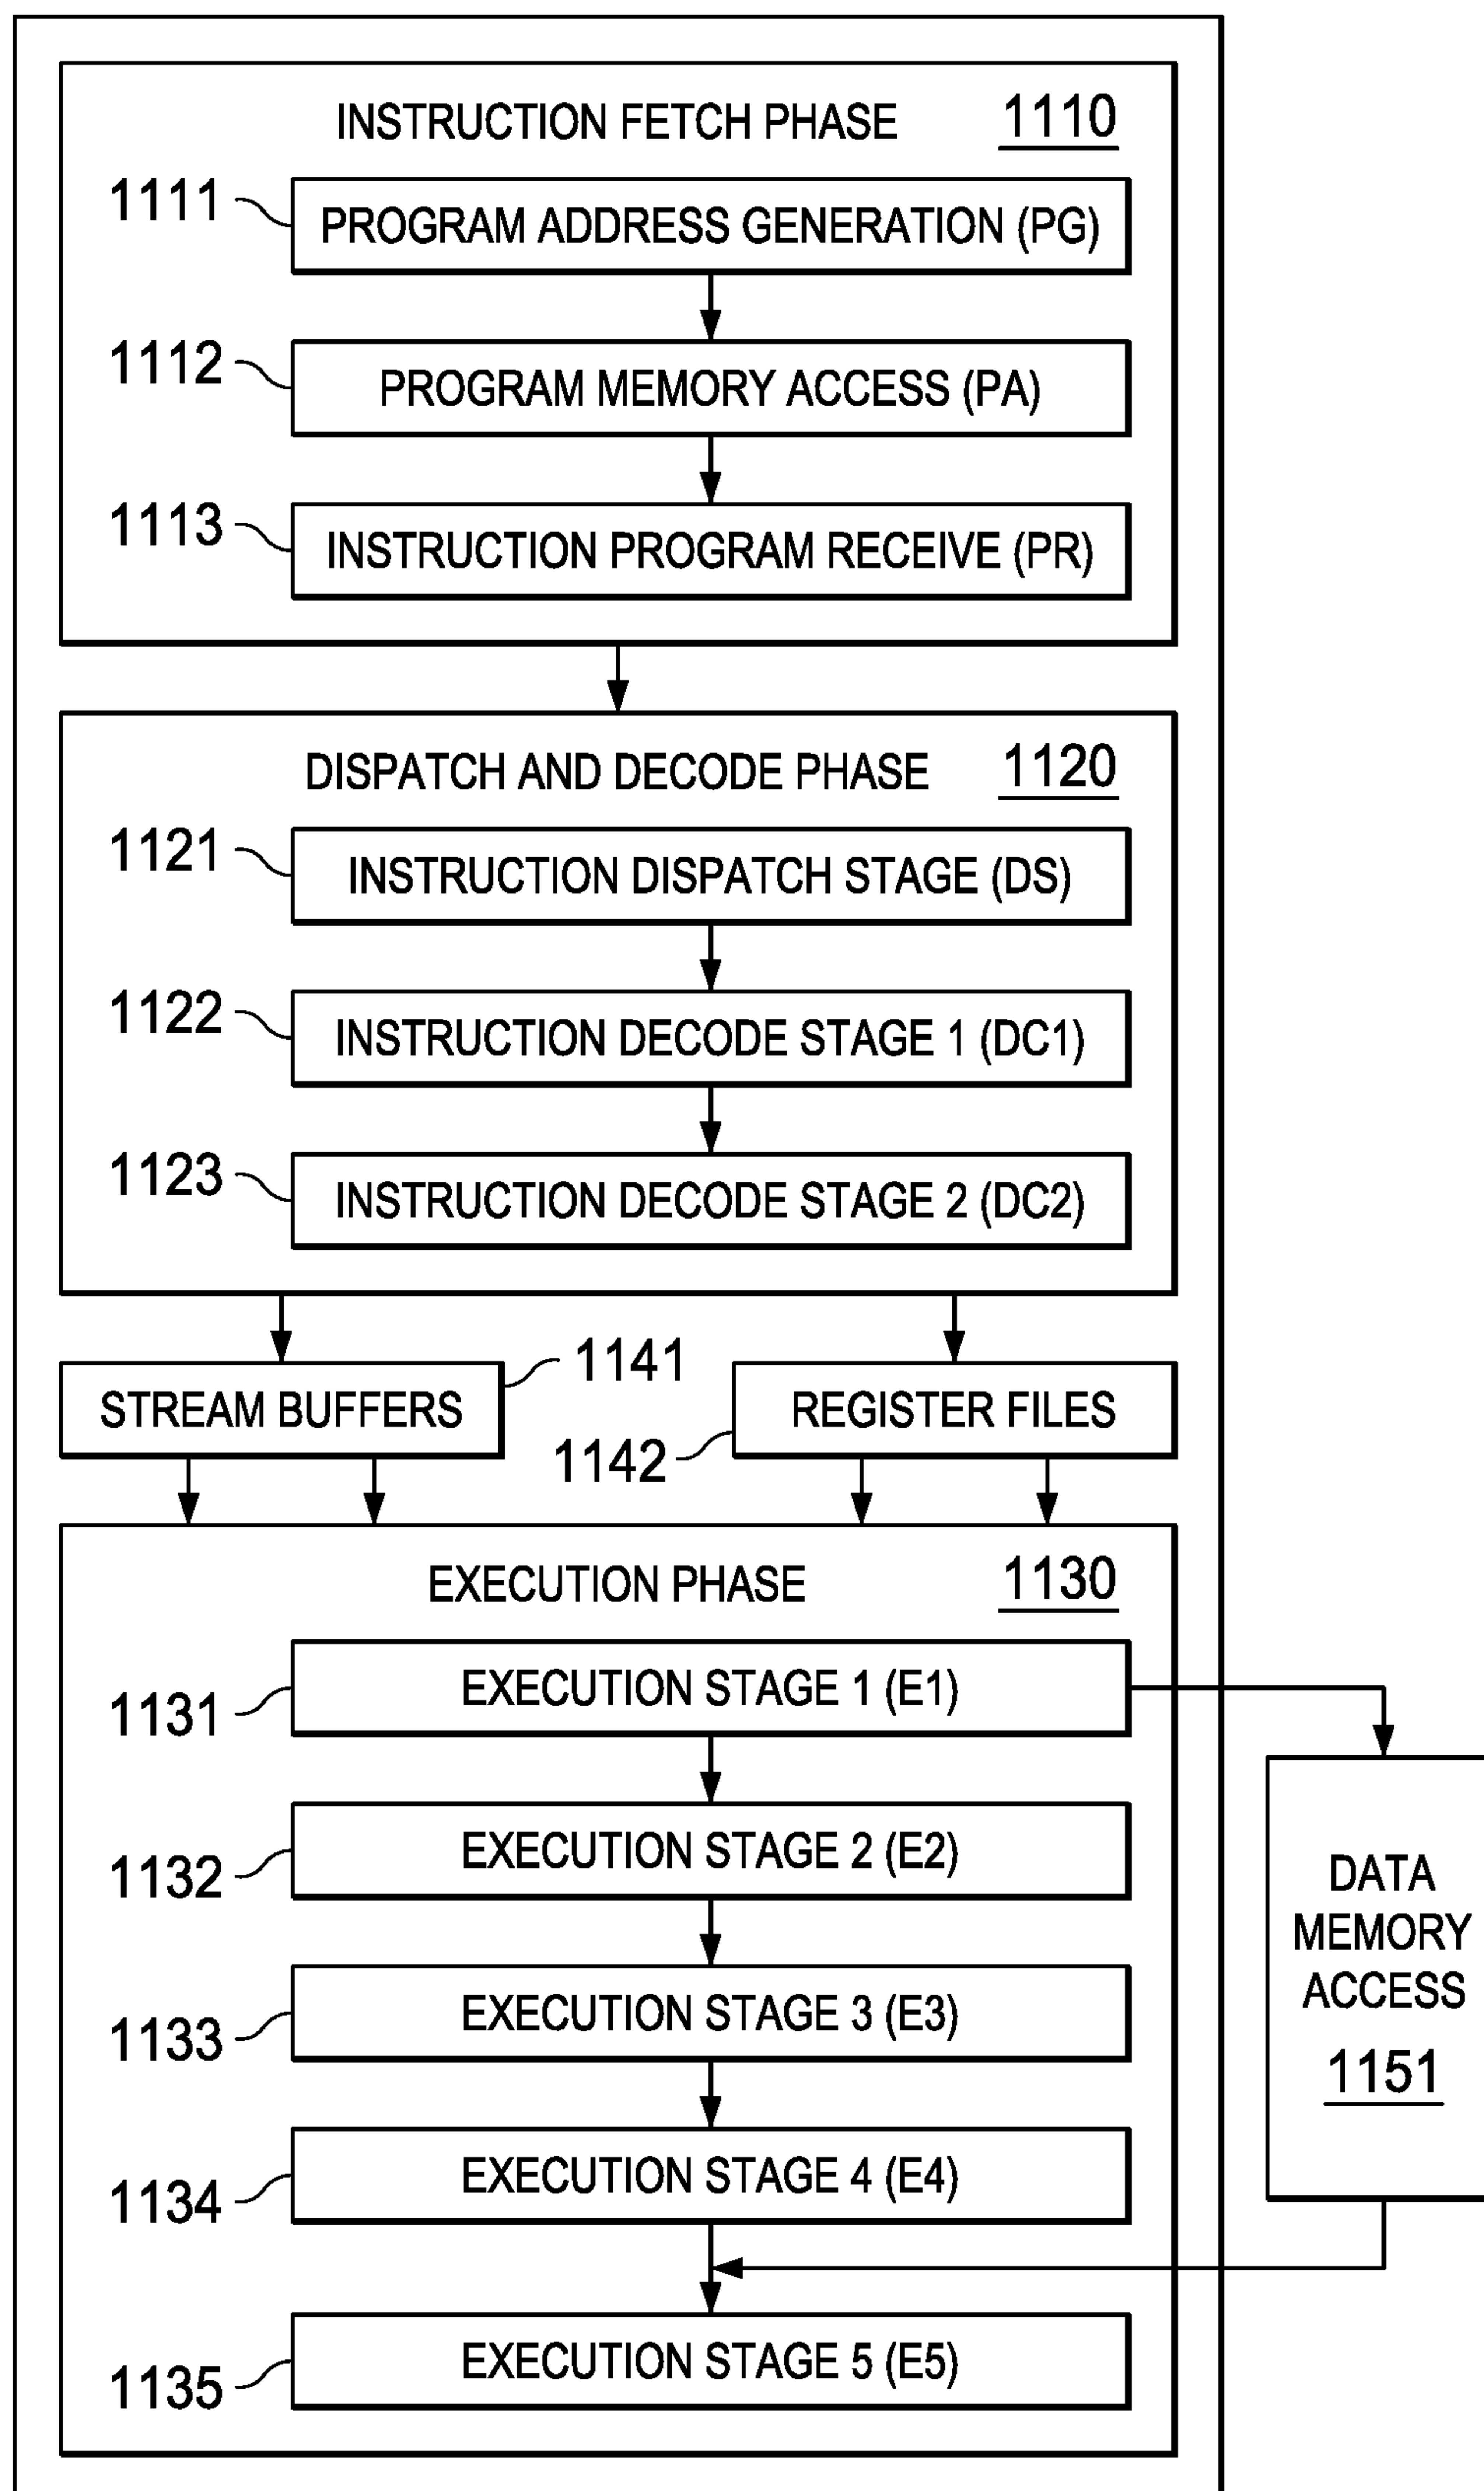 INSTRUCTION FETCH PHASE 1110
1111 PROGRAM ADDRESS GENERATION (PG)
1112 PROGRAM MEMORY ACCESS (PA)
1113 INSTRUCTION PROGRAM RECEIVE (PR)
DISPATCH AND DECODE PHASE 1120
1121 INSTRUCTION DISPATCH STAGE (DS)
1122 INSTRUCTION DECODE STAGE 1 (DC1)
1123 INSTRUCTION DECODE STAGE 2 (DC2)
STREAM BUFFERS 1141
1142 REGISTER FILES
EXECUTION PHASE 1130
1131 EXECUTION STAGE 1 (E1)
1132 EXECUTION STAGE 2 (E2)
1133 EXECUTION STAGE 3 (E3)
1134 EXECUTION STAGE 4 (E4)
1135 EXECUTION STAGE 5 (E5)
DATA
MEMORY
ACCESS
1151